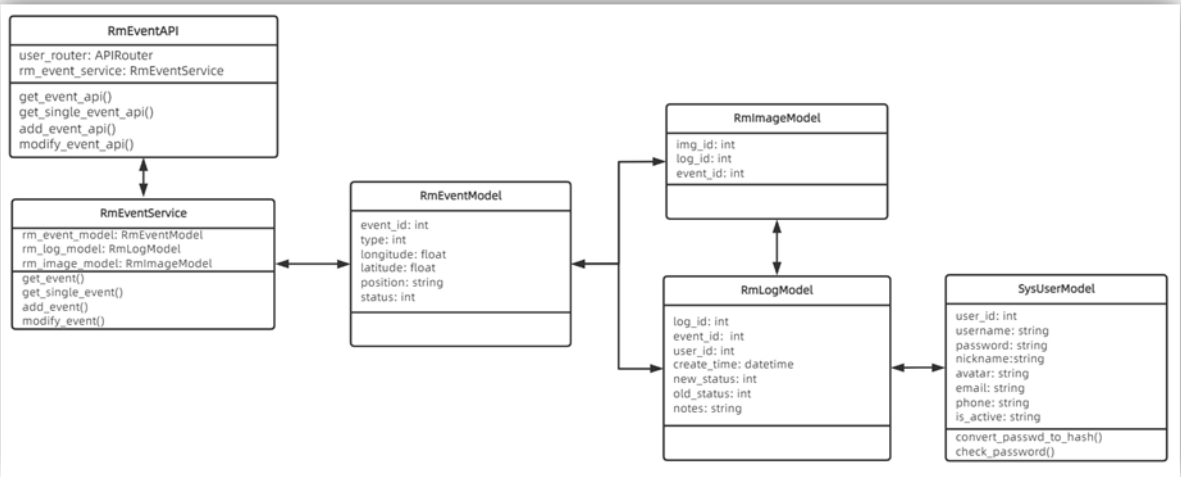 RmEventAPI
user_router: APIRouter
rm_event_service: RmEventService
get_event_api()
get_single_event_api()
add_event_api()
modify_event_api()
RmEventService
rm_event_model: RmEventModel
rm_log_model: RmLogModel
rm_image_model: RmImageModel
get_event()
get_single_event()
add_event()
modify_event()
RmEventModel
event_id: int
type: int
longitude: float
latitude: float
position: string
status: int
RmImageModel
img_id: int
log_id: int
event_id: int
RmLogModel
log_id: int
event_id: int
user_id: int
create_time: datetime
new_status: int
old_status: int
notes: string
SysUserModel
user_id: int
username: string
password: string
nickname:string
avatar: string
email: string
phone: string
is_active: string
convert_passwd_to_hash()
check_password()